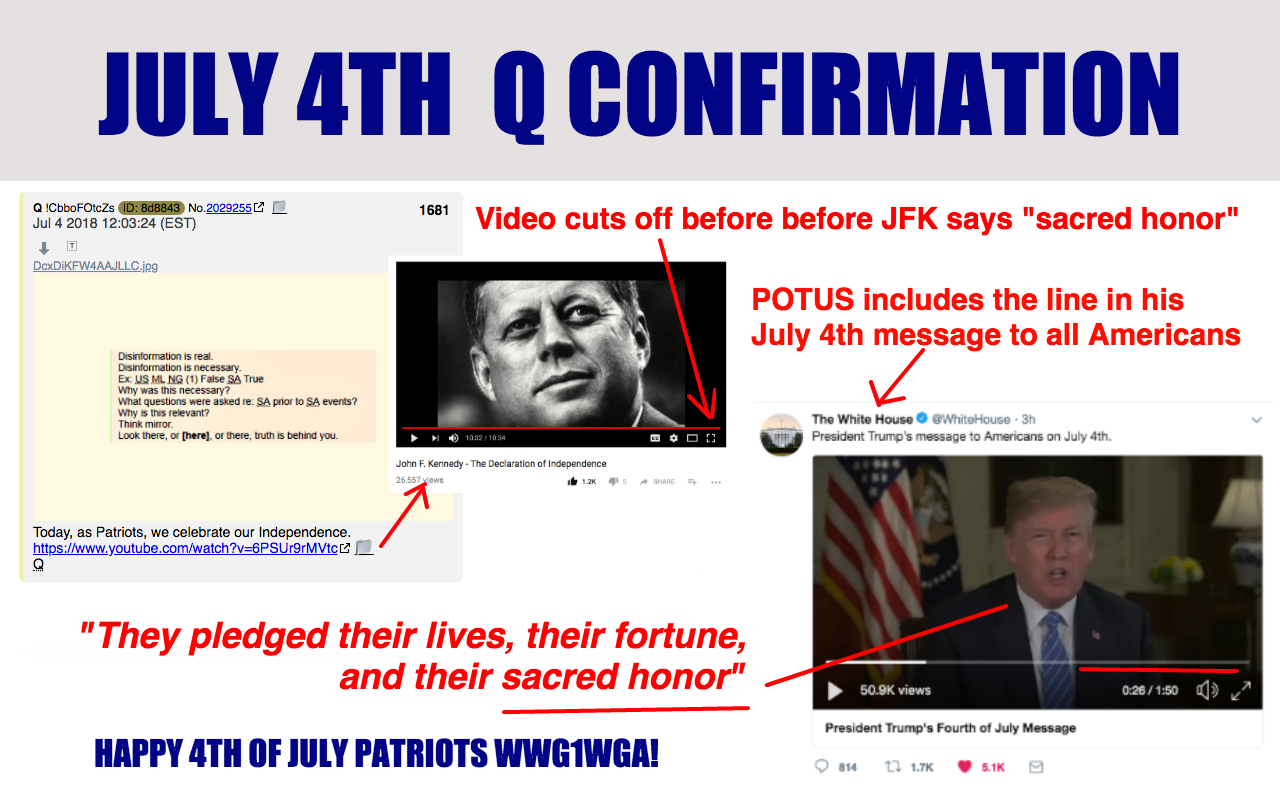 JULY 4TH Q CONFIRMATION
Q !CbboFOtcZs ID: 8d8843 No.2029255
1681
Jul 4 2018 12:03:24 (EST)
T
DcxDiKFW4AAJLLC.jpg
Disinformation is real.
Disinformation is necessary.
Ex: US ML NG (1) False SA True
Why was this necessary?
What questions were asked re: SA prior to SA events?
Why is this relevant?
Think mirror.
Look there, or [here], or there, truth is behind you.
Today, as Patriots, we celebrate our Independence.
https://www.youtube.com/watch?v=6PSUr9rMVtc
Q
Video cuts off before before JFK says "sacred honor"
10:32 / 10:34
John F. Kennedy - The Declaration of Independence
26,557 views
1.2K 5 SHARE
POTUS includes the line in his
July 4th message to all Americans
The White House @WhiteHouse · 3h
President Trump's message to Americans on July 4th.
50.9K views
0:26 / 1:50
President Trump's Fourth of July Message
814 1.7K 5.1K
"They pledged their lives, their fortune,
and their sacred honor"
HAPPY 4TH OF JULY PATRIOTS WWG1WGA!